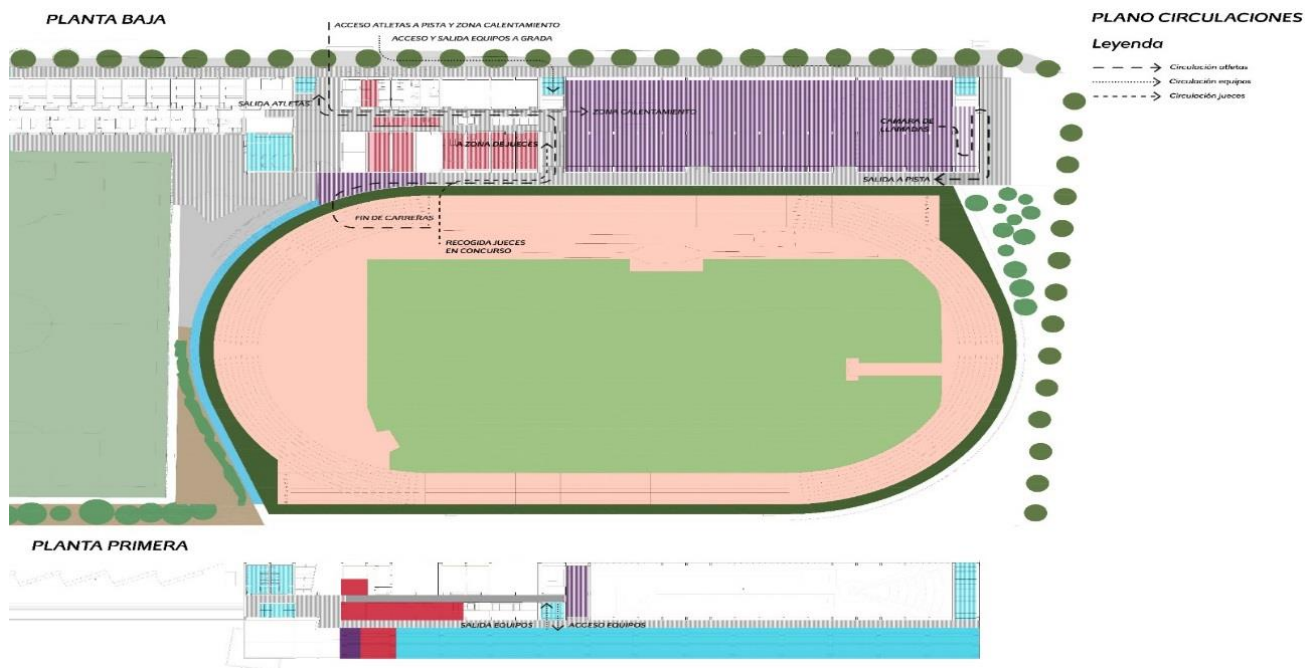 PLANTA BAJA
ACCESO ATLETAS A PISTA Y ZONA CALENTAMIENTO
ACCESO Y SALIDA EQUIPOS A GRADA
PLANO CIRCULACIONES
Leyenda
Circulación atletas
Circulación equipos
Circulación jueces
SALIDA ATLETAS
ZONA CALENTAMIENTO
CAMARA DE
LLAMADAS
A ZONA DE JUECES
SALIDA A PISTA
FIN DE CARRERAS
RECOGIDA JUECES
EN CONCURSO
PLANTA PRIMERA
SALIDA EQUIPOS
ACCESO EQUIPOS